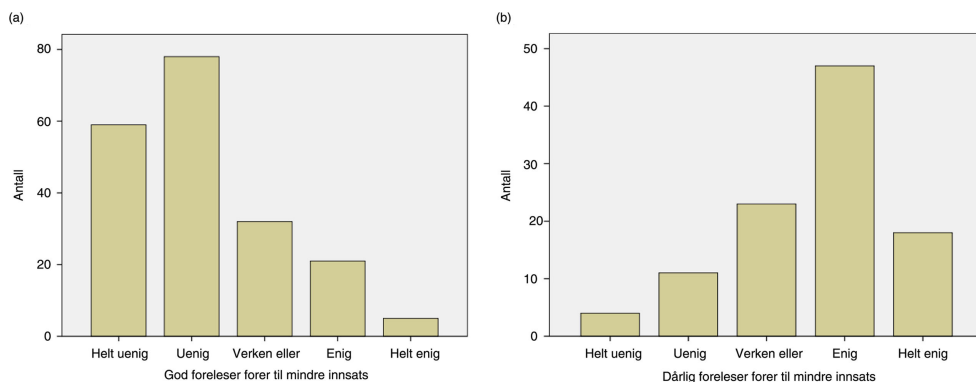 (a)
80
60
40
20
0
Antall
Helt uenig Uenig Verken eller Enig Helt enig
God foreleser forer til mindre innsats
(b)
50
40
30
20
10
0
Antall
Helt uenig Uenig Verken eller Enig Helt enig
Dårlig foreleser forer til mindre innsats